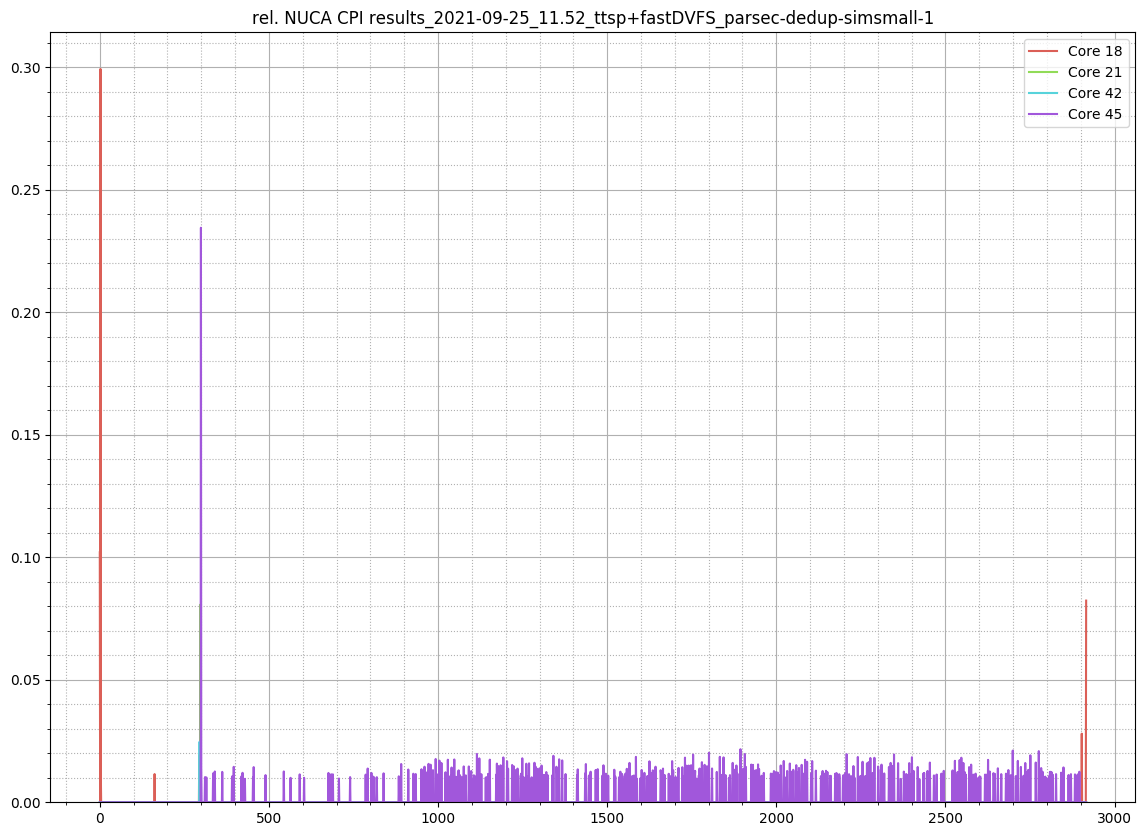 rel. NUCA CPI results_2021-09-25_11.52_ttsp+fastDVFS_parsec-dedup-simsmall-1
Core 18
Core 21
Core 42
Core 45
0.30
0.25
0.20
0.15
0.10
0.05
0.00
0 500 1000 1500 2000 2500 3000